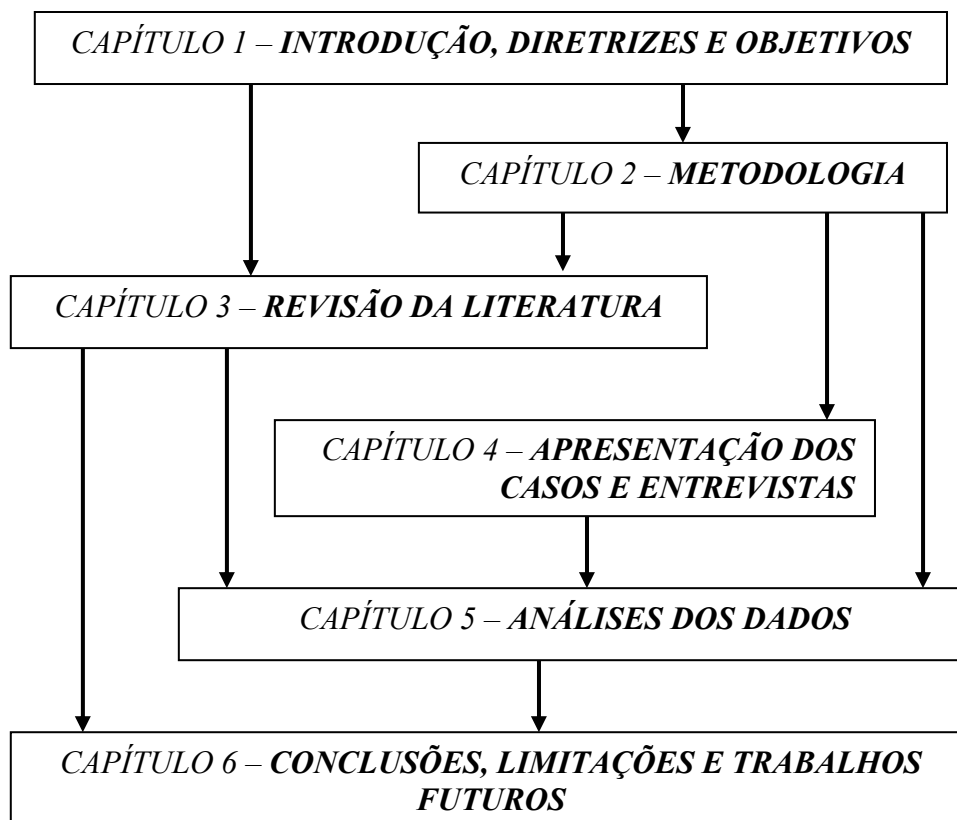 CAPÍTULO 1 – INTRODUÇÃO, DIRETRIZES E OBJETIVOS
CAPÍTULO 2 – METODOLOGIA
CAPÍTULO 3 – REVISÃO DA LITERATURA
CAPÍTULO 4 – APRESENTAÇÃO DOS
CASOS E ENTREVISTAS
CAPÍTULO 5 – ANÁLISES DOS DADOS
CAPÍTULO 6 – CONCLUSÕES, LIMITAÇÕES E TRABALHOS
FUTUROS